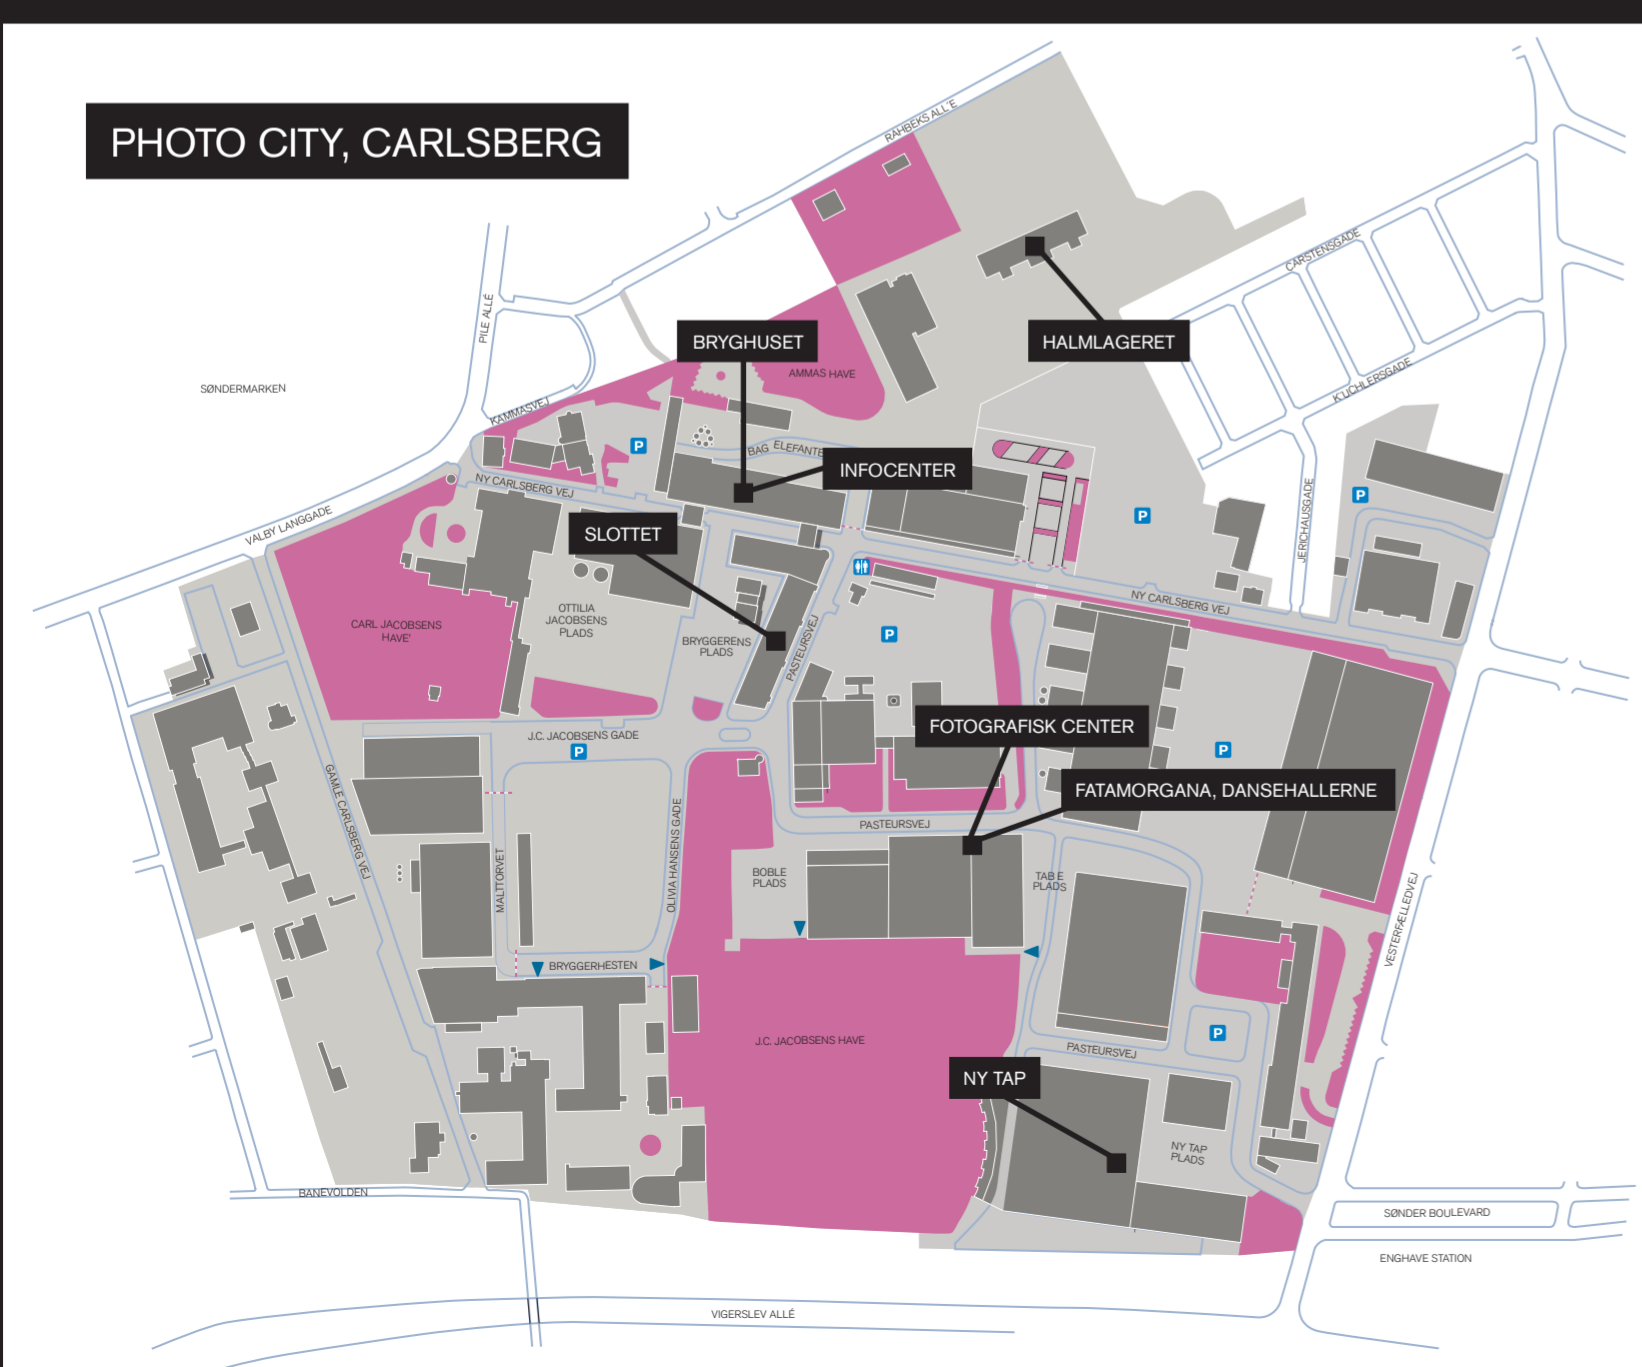 PHOTO CITY, CARLSBERG
RAHBEKS ALL'E
CARSTENSGADE
PILE ALLÉ
BRYGHUSET
HALMLAGERET
AMMAS HAVE
SØNDERMARKEN
KUCHLERSGADE
KAMMASVEJ
P
BAG ELEFANTE
INFOCENTER
NY CARLSBERG VEJ
P
P
VALBY LANGGADE
SLOTTET
JERICHAUSGADE
NY CARLSBERG VEJ
OTTILIA
JACOBSENS
PLADS
CARL JACOBSENS
HAVE'
BRYGGERENS
PLADS
PASTEURSVEJ
P
J.C. JACOBSENS GADE
P
FOTOGRAFISK CENTER
P
FATAMORGANA, DANSEHALLERNE
GAMLE CARLSBERG VEJ
PASTEURSVEJ
OLIVIA HANSENS GADE
MALTTORVET
BOBLE
PLADS
TAB E
PLADS
VESTERFÆLLEDVEJ
BRYGGERHESTEN
J.C. JACOBSENS HAVE
P
PASTEURSVEJ
NY TAP
NY TAP
PLADS
BANEVOLDEN
SØNDER BOULEVARD
ENGHAVE STATION
VIGERSLEV ALLÉ